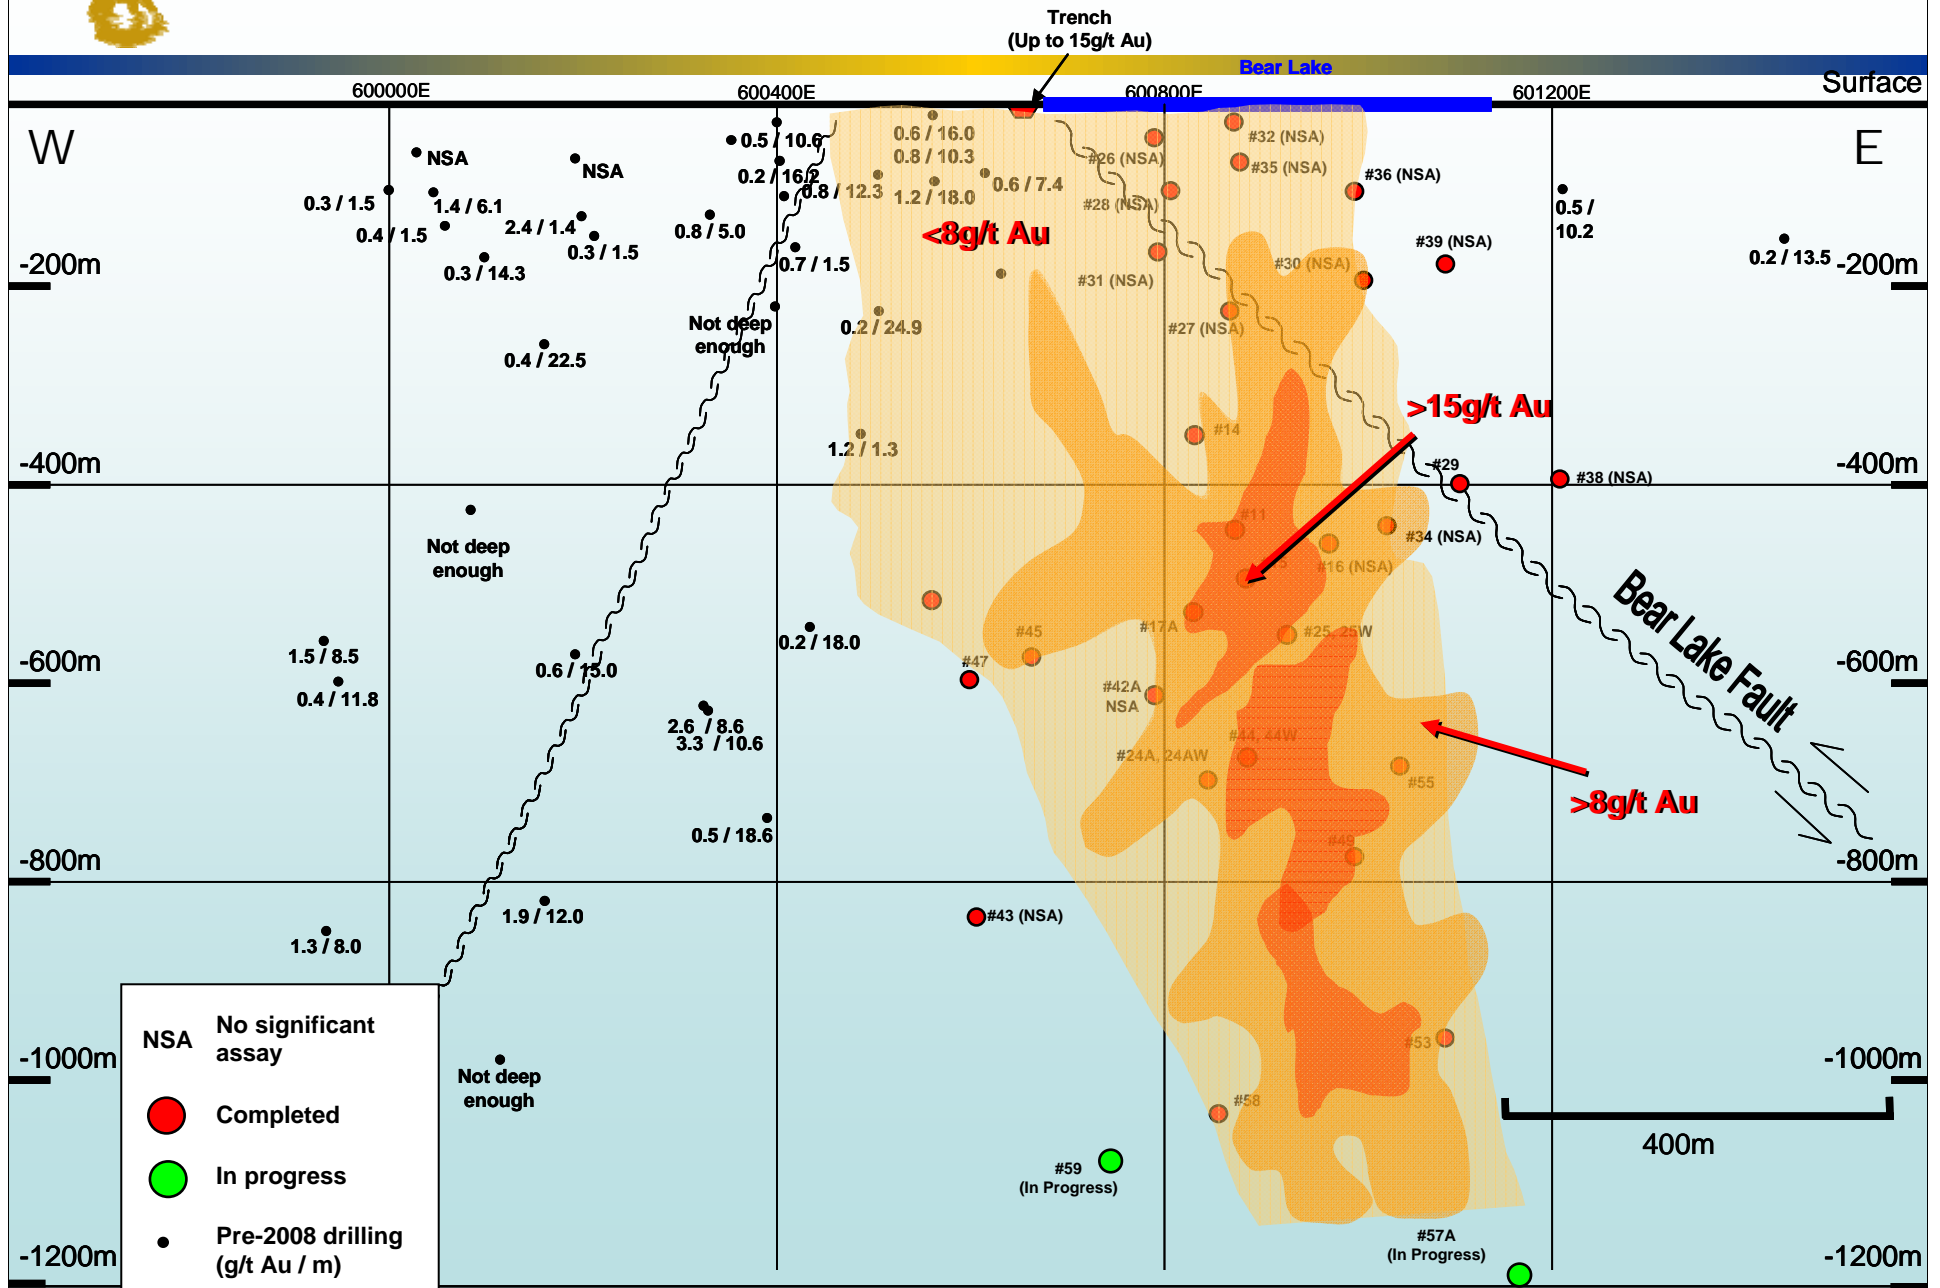 Trench
(Up to 15g/t Au)
Bear Lake
600000E
600400E
600800E
601200E
Surface
W
E
NSA
NSA
0.5 / 10.6
0.2 / 16.2
0.6 / 16.0
0.8 / 10.3
0.8 / 12.3
1.2 / 18.0
0.6 / 7.4
0.3 / 1.5
1.4 / 6.1
0.4 / 1.5
2.4 / 1.4
0.3 / 1.5
0.8 / 5.0
0.3 / 14.3
0.7 / 1.5
#26 (NSA)
#32 (NSA)
#35 (NSA)
#36 (NSA)
#28 (NSA)
<8g/t Au
#39 (NSA)
0.5 /
10.2
0.2 / 13.5
-200m
-200m
#31 (NSA)
#30 (NSA)
#27 (NSA)
Not deep
enough
0.2 / 24.9
0.4 / 22.5
>15g/t Au
1.2 / 1.3
#14
-400m
-400m
#29
#38 (NSA)
#11
#34 (NSA)
#16 (NSA)
Not deep
enough
Bear Lake Fault
#17A
#25, 25W
#45
#47
0.2 / 18.0
1.5 / 8.5
0.6 / 15.0
0.4 / 11.8
-600m
-600m
#42A
NSA
2.6 / 8.6
3.3 / 10.6
#44, 44W
#24A, 24AW
#55
>8g/t Au
0.5 / 18.6
#49
-800m
-800m
1.9 / 12.0
#43 (NSA)
1.3 / 8.0
#53
-1000m
-1000m
Not deep
enough
#58
400m
#59
(In Progress)
#57A
(In Progress)
-1200m
-1200m
NSA
No significant
assay
Completed
In progress
Pre-2008 drilling
(g/t Au / m)